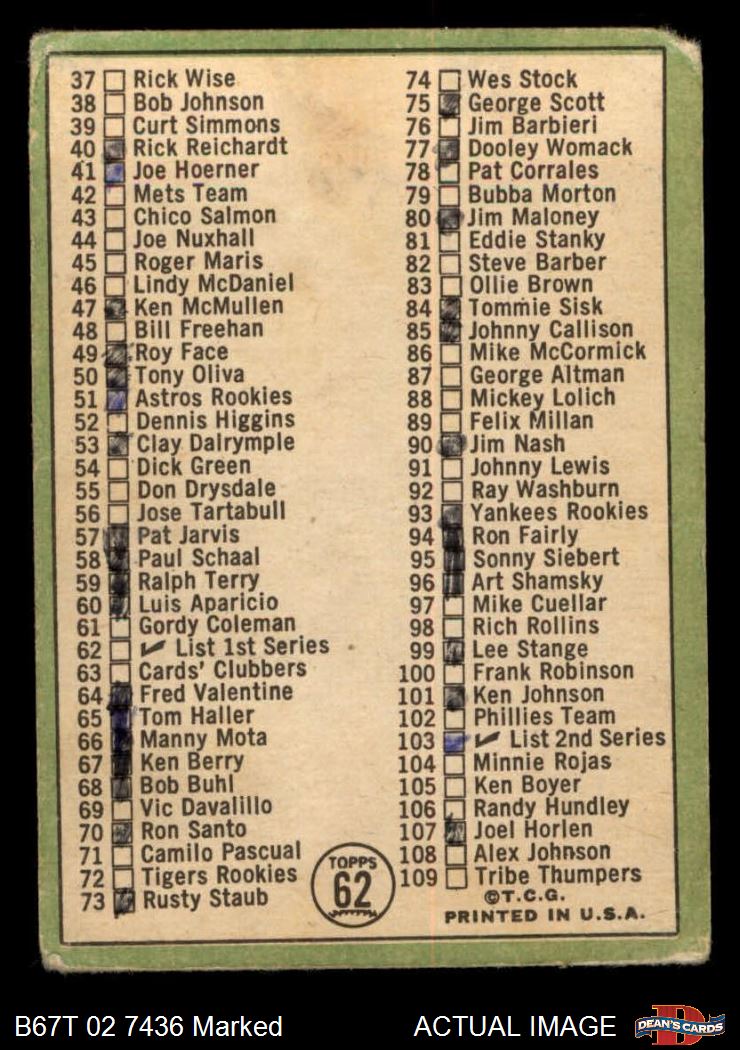 37 Rick Wise
38 Bob Johnson
39 Curt Simmons
40 Rick Reichardt
41 Joe Hoerner
42 Mets Team
43 Chico Salmon
44 Joe Nuxhall
45 Roger Maris
46 Lindy McDaniel
47 Ken McMullen
48 Bill Freehan
49 Roy Face
50 Tony Oliva
51 Astros Rookies
52 Dennis Higgins
53 Clay Dalrymple
54 Dick Green
55 Don Drysdale
56 Jose Tartabull
57 Pat Jarvis
58 Paul Schaal
59 Ralph Terry
60 Luis Aparicio
61 Gordy Coleman
62 ✓ List 1st Series
63 Cards' Clubbers
64 Fred Valentine
65 Tom Haller
66 Manny Mota
67 Ken Berry
68 Bob Buhl
69 Vic Davalillo
70 Ron Santo
71 Camilo Pascual
72 Tigers Rookies
73 Rusty Staub
TOPPS
62
74 Wes Stock
75 George Scott
76 Jim Barbieri
77 Dooley Womack
78 Pat Corrales
79 Bubba Morton
80 Jim Maloney
81 Eddie Stanky
82 Steve Barber
83 Ollie Brown
84 Tommie Sisk
85 Johnny Callison
86 Mike McCormick
87 George Altman
88 Mickey Lolich
89 Felix Millan
90 Jim Nash
91 Johnny Lewis
92 Ray Washburn
93 Yankees Rookies
94 Ron Fairly
95 Sonny Siebert
96 Art Shamsky
97 Mike Cuellar
98 Rich Rollins
99 Lee Stange
100 Frank Robinson
101 Ken Johnson
102 Phillies Team
103 ✓ List 2nd Series
104 Minnie Rojas
105 Ken Boyer
106 Randy Hundley
107 Joel Horlen
108 Alex Johnson
109 Tribe Thumpers
©T.C.G.
PRINTED IN U.S.A.
B67T 02 7436 Marked
ACTUAL IMAGE
D
DEAN'S CARDS